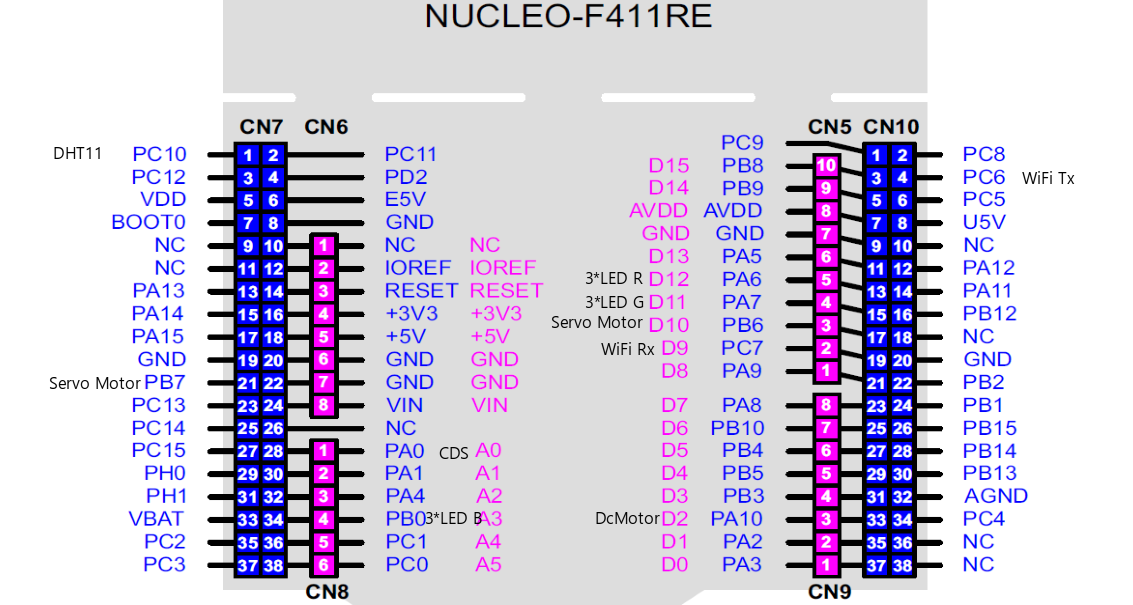 NUCLEO-F411RE
CN7 CN6 CN5 CN10
PC9
DHT11 PC10 1 2 PC11 1 2 PC8
D15 PB8 10
PC12 3 4 PD2 3 4 PC6 WiFi Tx
D14 PB9 9
VDD 5 6 E5V 5 6 PC5
AVDD AVDD 8
BOOT0 7 8 GND 7 8 U5V
GND GND 7
NC 9 10 1 NC NC 9 10 NC
D13 PA5 6
NC 11 12 2 IOREF IOREF 11 12 PA12
3*LED R D12 PA6 5
PA13 13 14 3 RESET RESET 13 14 PA11
3*LED G D11 PA7 4
PA14 15 16 4 +3V3 +3V3 15 16 PB12
Servo Motor D10 PB6 3
PA15 17 18 5 +5V +5V 17 18 NC
WiFi Rx D9 PC7 2
GND 19 20 6 GND GND 19 20 GND
D8 PA9 1
Servo Motor PB7 21 22 7 GND GND 21 22 PB2
PC13 23 24 8 VIN VIN D7 PA8 8 23 24 PB1
PC14 25 26 NC D6 PB10 7 25 26 PB15
PC15 27 28 1 PA0 CDS A0 D5 PB4 6 27 28 PB14
PH0 29 30 2 PA1 A1 D4 PB5 5 29 30 PB13
PH1 31 32 3 PA4 A2 D3 PB3 4 31 32 AGND
VBAT 33 34 4 PB0 3*LED B A3 DcMotor D2 PA10 3 33 34 PC4
PC2 35 36 5 PC1 A4 D1 PA2 2 35 36 NC
PC3 37 38 6 PC0 A5 D0 PA3 1 37 38 NC
CN8 CN9